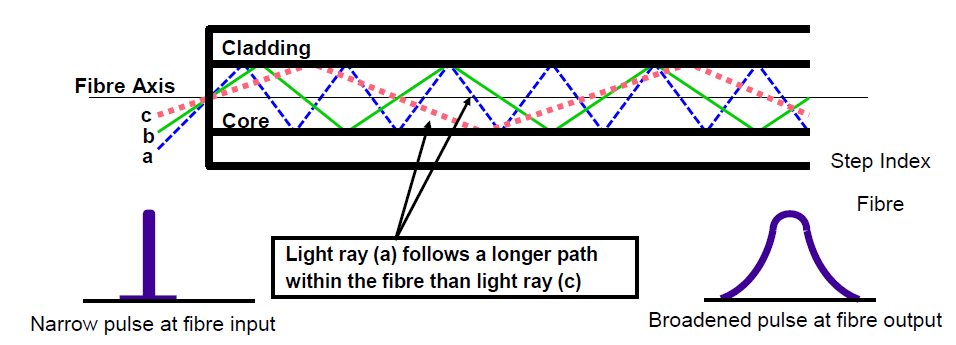 Cladding
Fibre Axis
c
b
a
Core
Step Index
Fibre
Light ray (a) follows a longer path
within the fibre than light ray (c)
Narrow pulse at fibre input
Broadened pulse at fibre output